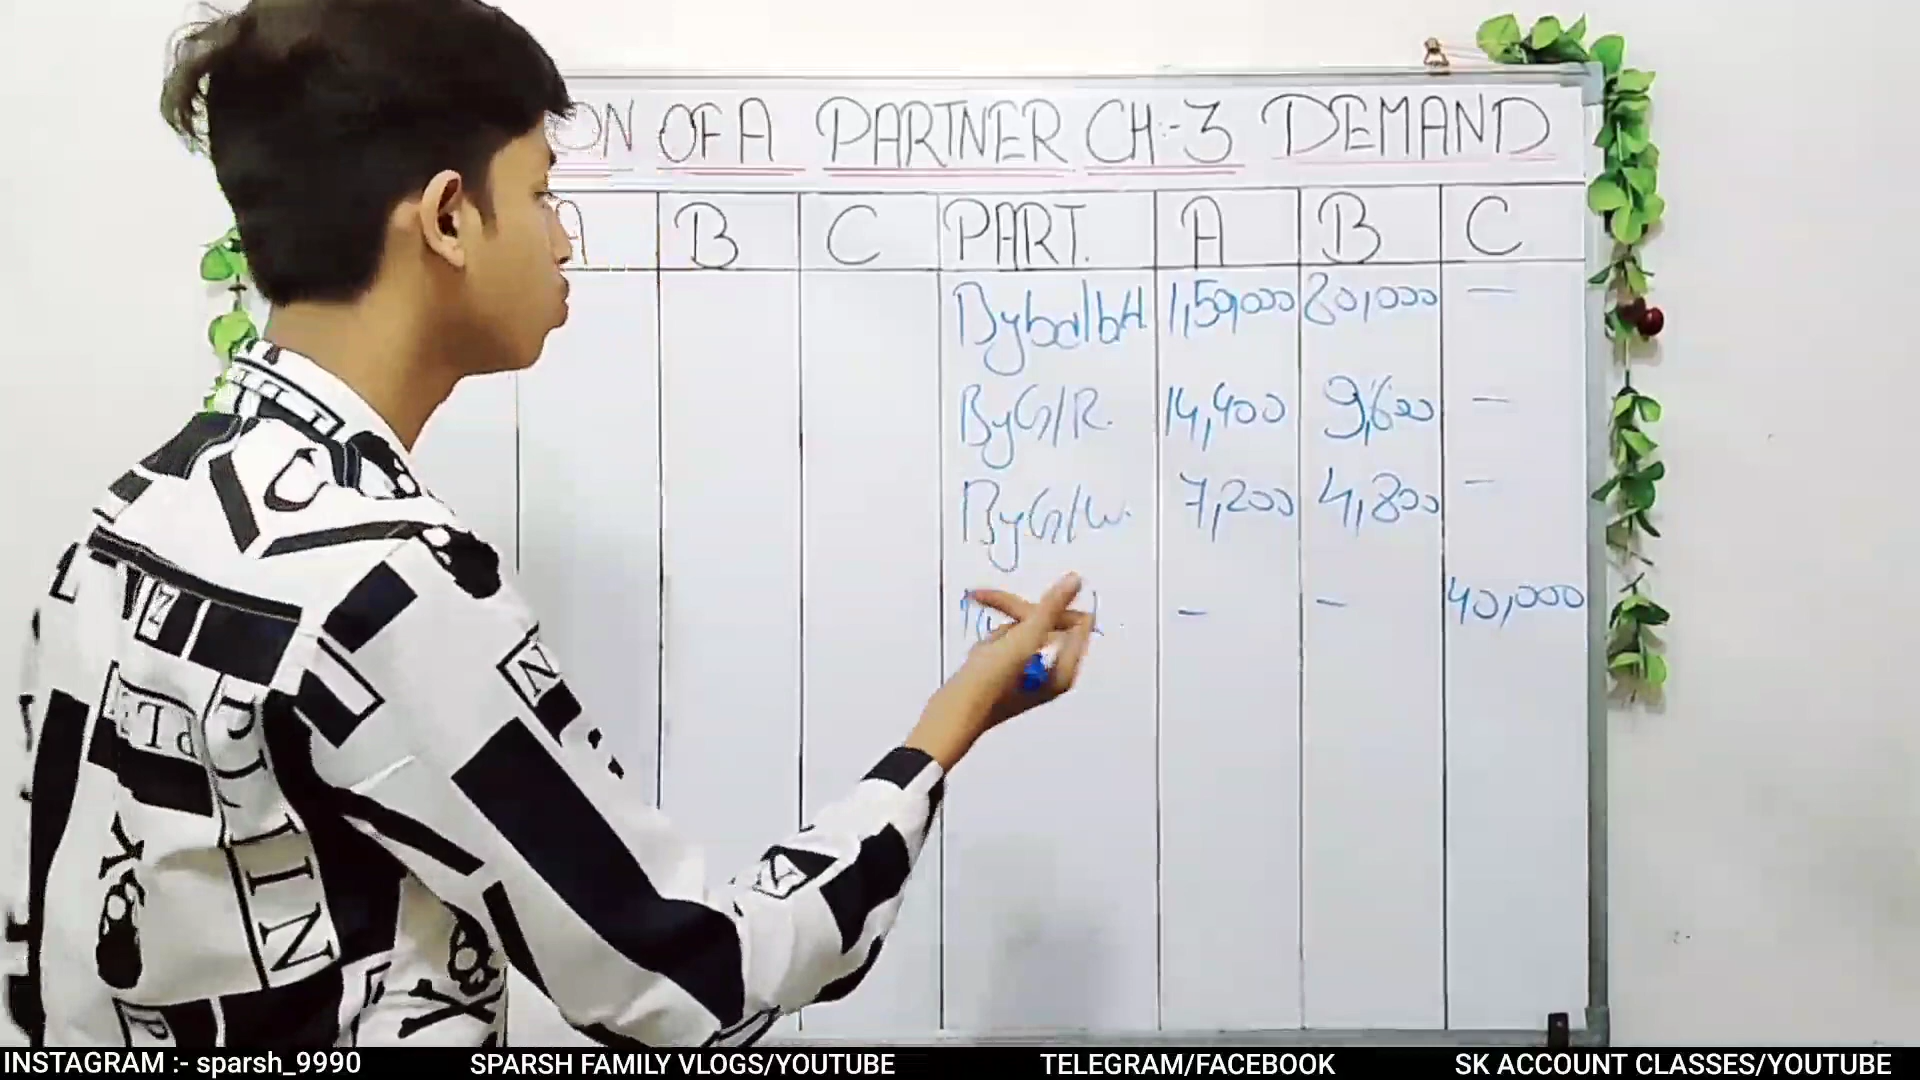 ON OF A PARTNER CH:-3 DEMAND
A B C PART. A B C
By bal b/d 1,50,000 80,000 —
By G/R. 14,400 9,600 —
By G/W. 7,200 4,800 —
— — 40,000
N
Z
N
A
P
INSTAGRAM :- sparsh_9990 SPARSH FAMILY VLOGS/YOUTUBE TELEGRAM/FACEBOOK SK ACCOUNT CLASSES/YOUTUBE